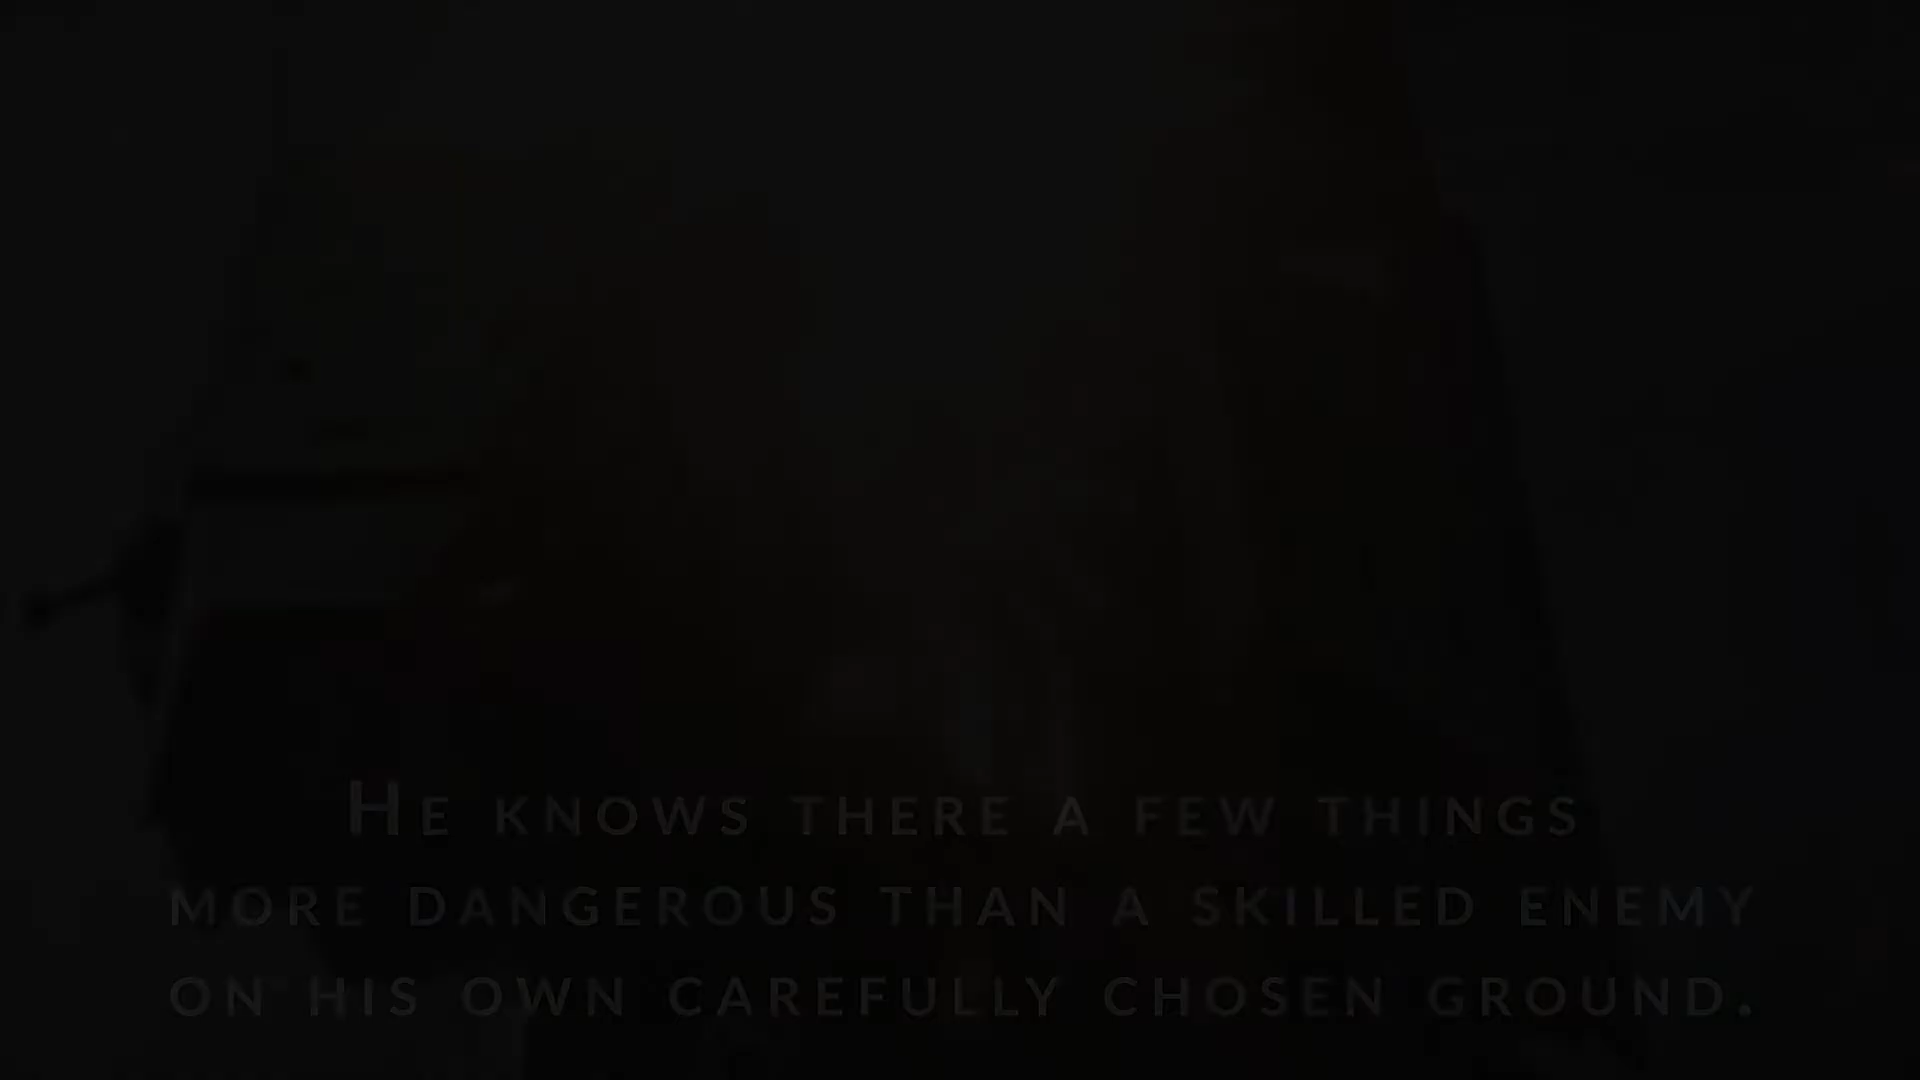 He knows there a few things
more dangerous than a skilled enemy
on his own carefully chosen ground.